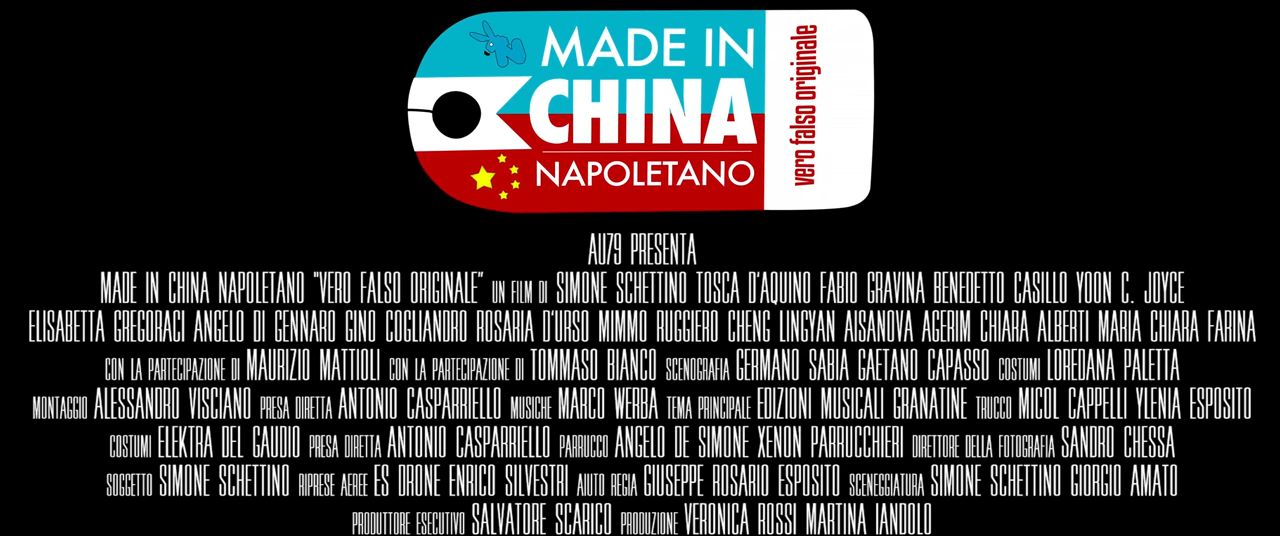 MADE IN
CHINA
NAPOLETANO
vero falso originale
AU79 PRESENTA
MADE IN CHINA NAPOLETANO "VERO FALSO ORIGINALE" UN FILM DI SIMONE SCHETTINO TOSCA D'AQUINO FABIO GRAVINA BENEDETTO CASILLO YOON C. JOYCE
ELISABETTA GREGORACI ANGELO DI GENNARO GINO COGLIANDRO ROSARIA D'URSO MIMMO RUGGIERO CHENG LINGYAN AISANOVA AGERIM CHIARA ALBERTI MARIA CHIARA FARINA
CON LA PARTECIPAZIONE DI MAURIZIO MATTIOLI CON LA PARTECIPAZIONE DI TOMMASO BIANCO SCENOGRAFIA GERMANO SABIA GAETANO CAPASSO COSTUMI LOREDANA PALETTA
MONTAGGIO ALESSANDRO VISCIANO PRESA DIRETTA ANTONIO CASPARRIELLO MUSICHE MARCO WERBA TEMA PRINCIPALE EDIZIONI MUSICALI GRANATINE TRUCCO MICOL CAPPELLI YLENIA ESPOSITO
COSTUMI ELEKTRA DEL GAUDIO PRESA DIRETTA ANTONIO CASPARRIELLO PARRUCCO ANGELO DE SIMONE XENON PARRUCCHIERI DIRETTORE DELLA FOTOGRAFIA SANDRO CHESSA
SOGGETTO SIMONE SCHETTINO RIPRESE AEREE ES DRONE ENRICO SILVESTRI AIUTO REGIA GIUSEPPE ROSARIO ESPOSITO SCENEGGIATURA SIMONE SCHETTINO GIORGIO AMATO
PRODUTTORE ESECUTIVO SALVATORE SCARICO PRODUZIONE VERONICA ROSSI MARTINA IANDOLO